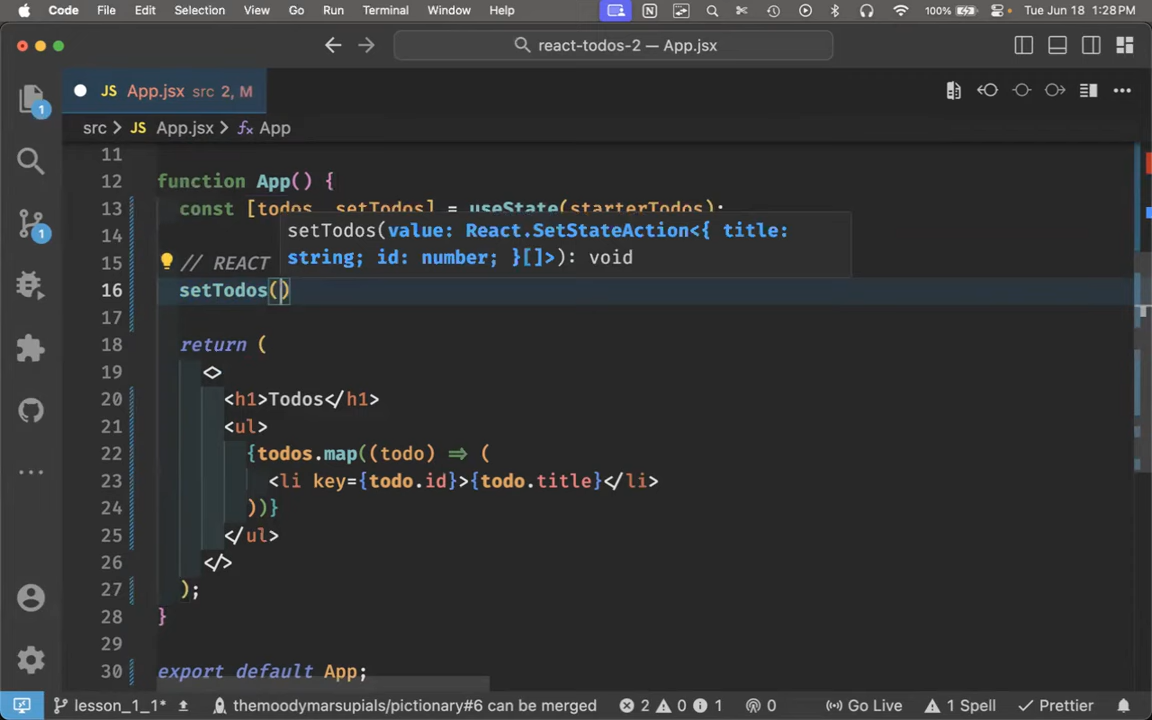 Code File Edit Selection View Go Run Terminal Window Help 100% Tue Jun 18 1:28 PM
react-todos-2 — App.jsx
JS App.jsx src 2, M
src > JS App.jsx > App
11
12 function App() {
13 const [todos, setTodos] = useState(starterTodos);
setTodos(value: React.SetStateAction<{ title:
14
string; id: number; }[]>): void
15 // REACT
16 setTodos()
17
18 return (
19 <>
20 <h1>Todos</h1>
21 <ul>
22 {todos.map((todo) => (
23 <li key={todo.id}>{todo.title}</li>
24 ))}
25 </ul>
26 </>
27 );
28 }
29
30 export default App;
1
1
lesson_1_1* themoodymarsupials/pictionary#6 can be merged 2 0 1 0 Go Live 1 Spell Prettier